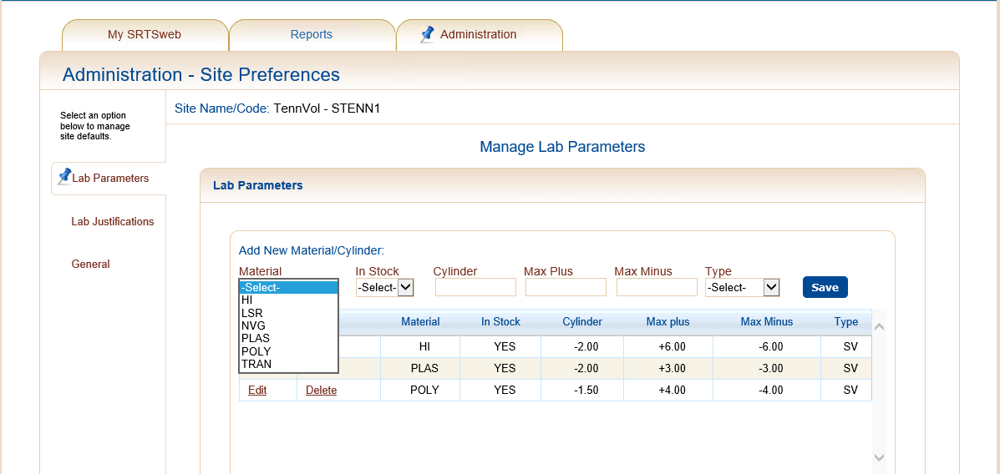 My SRTSweb Reports Administration
Administration - Site Preferences
Select an option
below to manage
site defaults.
Lab Parameters
Lab Justifications
General
Site Name/Code: TennVol - STENN1
Manage Lab Parameters
Lab Parameters
Add New Material/Cylinder:
Material In Stock Cylinder Max Plus Max Minus Type
-Select- -Select- -Select- Save
HI
LSR
NVG
PLAS
POLY
TRAN
Material In Stock Cylinder Max plus Max Minus Type
HI YES -2.00 +6.00 -6.00 SV
PLAS YES -2.00 +3.00 -3.00 SV
Edit Delete POLY YES -1.50 +4.00 -4.00 SV